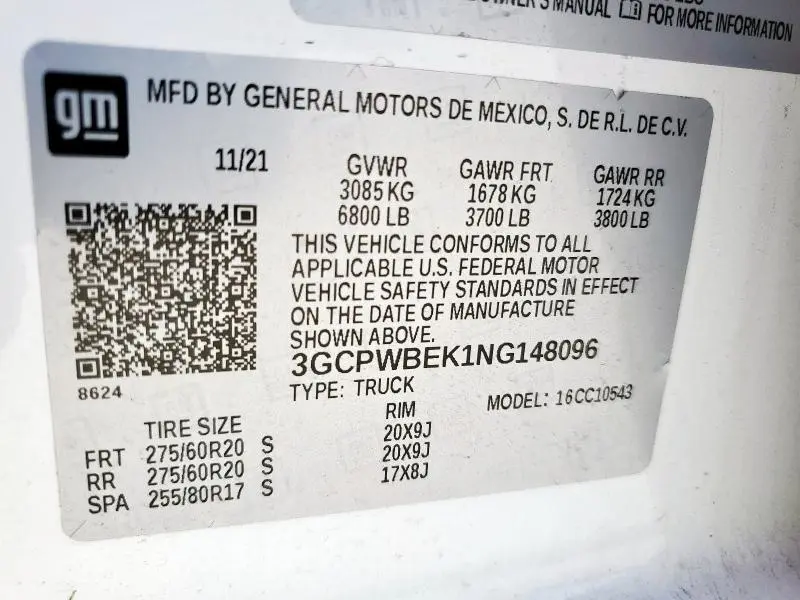 OWNER'S MANUAL FOR MORE INFORMATION
gm
MFD BY GENERAL MOTORS DE MEXICO, S. DE R.L. DE C.V.
11/21 GVWR GAWR FRT GAWR RR
3085 KG 1678 KG 1724 KG
6800 LB 3700 LB 3800 LB
THIS VEHICLE CONFORMS TO ALL
APPLICABLE U.S. FEDERAL MOTOR
VEHICLE SAFETY STANDARDS IN EFFECT
ON THE DATE OF MANUFACTURE
SHOWN ABOVE.
3GCPWBEK1NG148096
8624
TYPE: TRUCK MODEL: 16CC10543
TIRE SIZE RIM
FRT 275/60R20 S 20X9J
RR 275/60R20 S 20X9J
SPA 255/80R17 S 17X8J